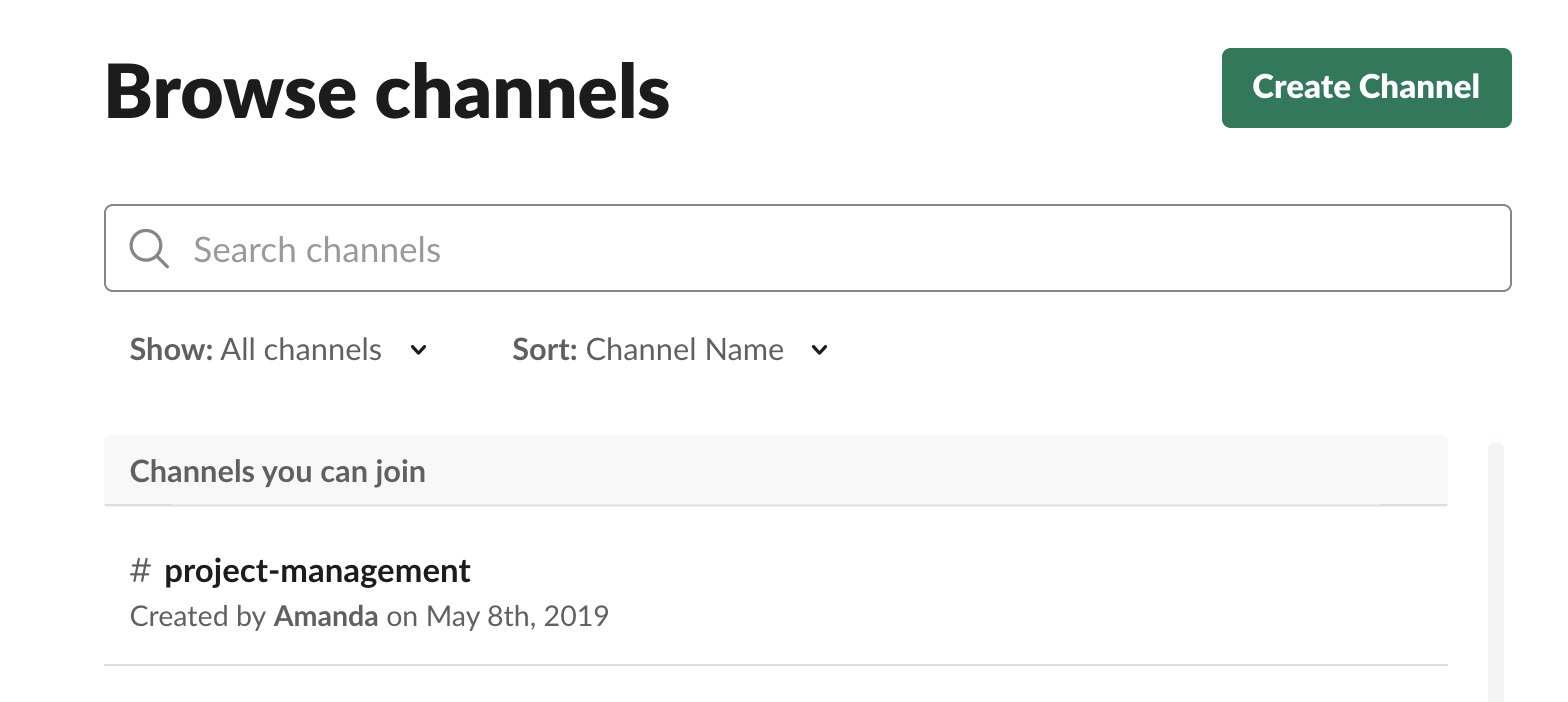 Browse channels
Create Channel
Search channels
Show: All channels
Sort: Channel Name
Channels you can join
# project-management
Created by Amanda on May 8th, 2019